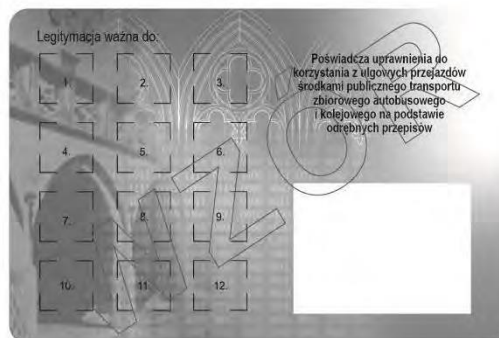 Legitymacja ważna do:
Poświadcza uprawnienia do
korzystania z ulgowych przejazdów
środkami publicznego transportu
zbiorowego autobusowego
i kolejowego na podstawie
odrębnych przepisów
1. 2. 3.
4. 5. 6.
7. 8. 9.
10. 11. 12.
WZÓR